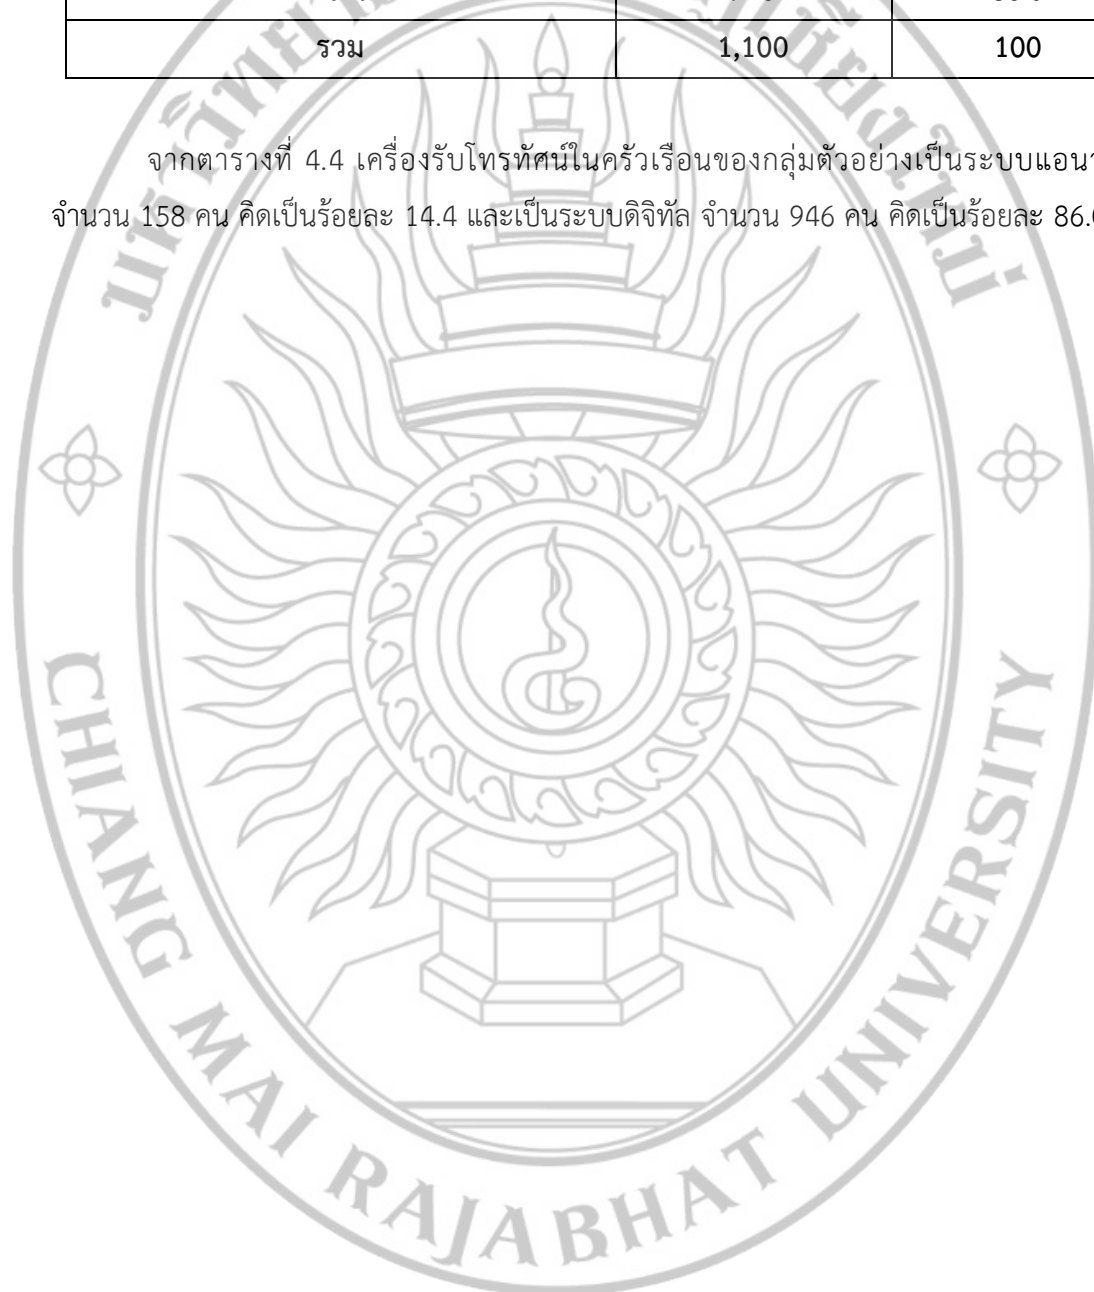 รวม 1,100 100
จากตารางที่ 4.4 เครื่องรับโทรทัศน์ในครัวเรือนของกลุ่มตัวอย่างเป็นระบบ
จำนวน 158 คน คิดเป็นร้อยละ 14.4 และเป็นระบบดิจิทัล จำนวน 946 คน คิดเป็นร้อยละ
CHIANG MAI RAJABHAT UNIVERSITY